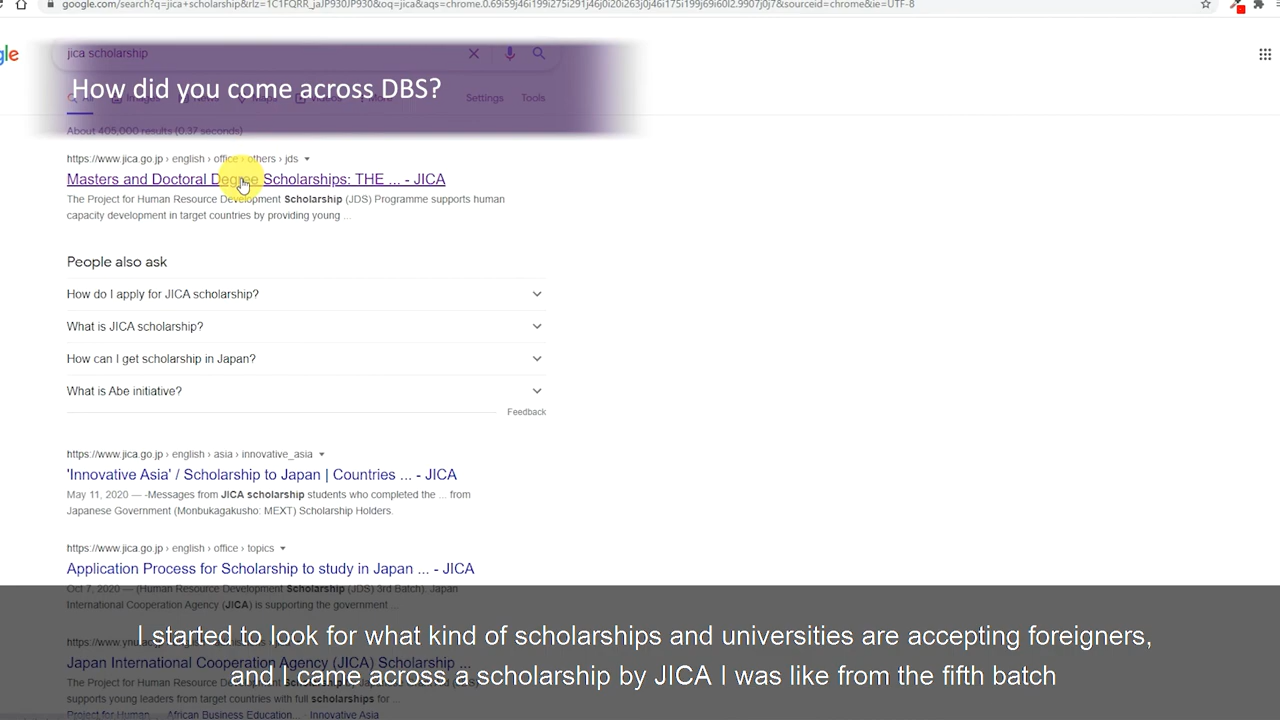 google.com/search?q=jica+scholarship&rlz=1C1FQRR_jaJP930JP930&oq=jica&aqs=chrome.0.69i59j46i199i275i291j46j0j20i263j0j46i175i199j69i60l2.9907j0j7&sourceid=chrome&ie=UTF-8
gle
jica scholarship
How did you come across DBS?
Images
Maps
Videos
More
Settings
Tools
About 405,000 results (0.37 seconds)
https://www.jica.go.jp › english › office › others › jds
Masters and Doctoral Degree Scholarships: THE ... - JICA
The Project for Human Resource Development Scholarship (JDS) Programme supports human
capacity development in target countries by providing young ...
People also ask
How do I apply for JICA scholarship?
What is JICA scholarship?
How can I get scholarship in Japan?
What is Abe initiative?
Feedback
https://www.jica.go.jp › english › asia › innovative_asia
'Innovative Asia' / Scholarship to Japan | Countries ... - JICA
May 11, 2020 — -Messages from JICA scholarship students who completed the ... from
Japanese Government (Monbukagakusho: MEXT) Scholarship Holders.
https://www.jica.go.jp › english › office › topics
Application Process for Scholarship to study in Japan ... - JICA
Oct 7, 2020 — (Human Resource Development Scholarship (JDS) 3rd Batch). Japan
International Cooperation Agency (JICA) is supporting the government ...
https://www.ynu
I started to look for what kind of scholarships and universities are accepting foreigners,
Japan International Cooperation Agency (JICA) Scholarship ...
and I came across a scholarship by JICA I was like from the fifth batch
The Project for Human Resource
supports young leaders from target countries with full scholarships for ...
Project for Human... African Business Education... · Innovative Asia